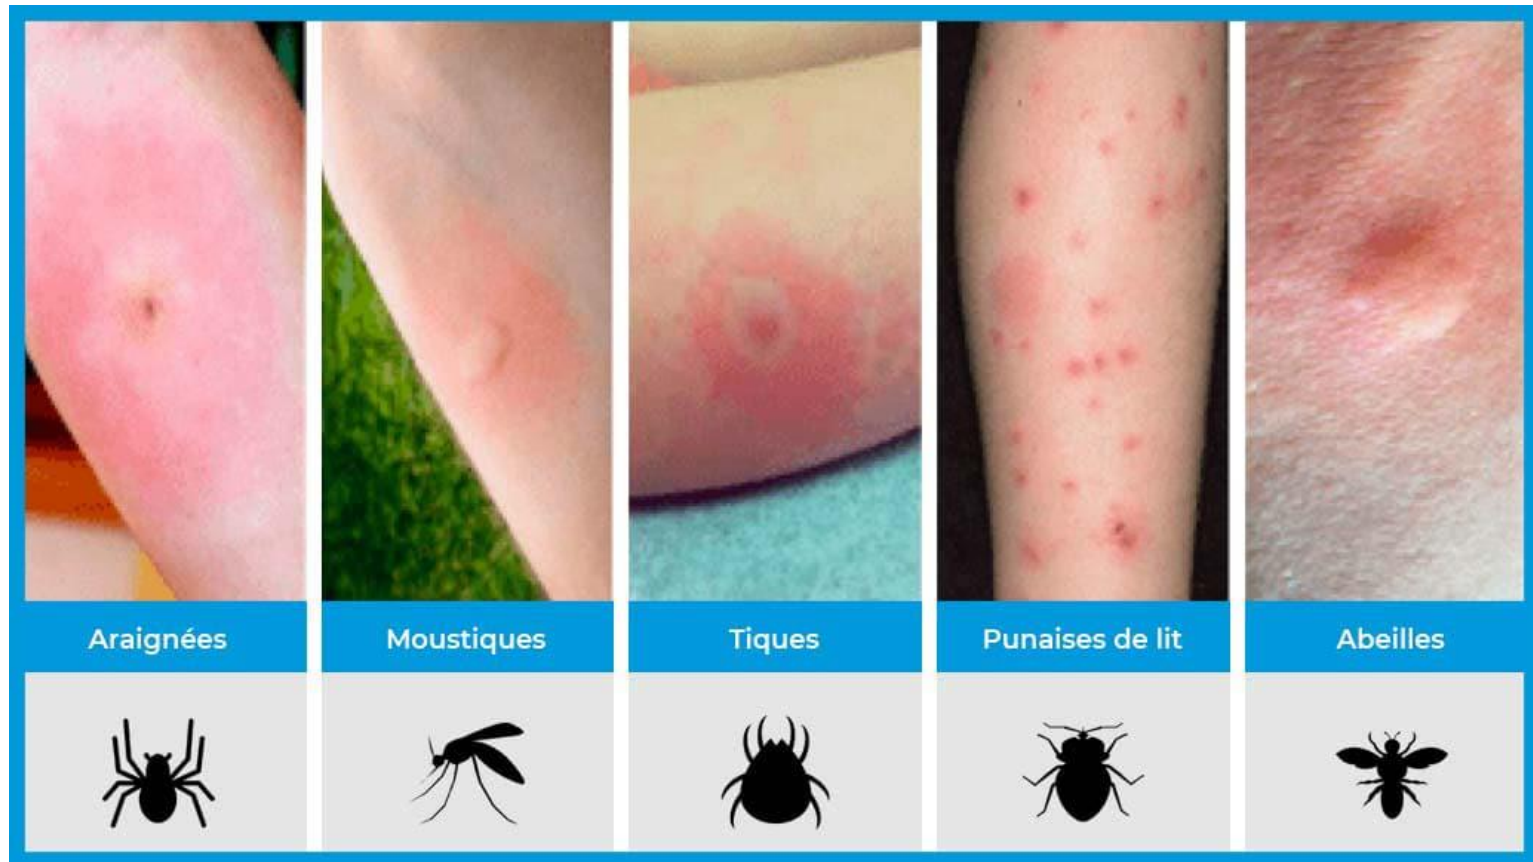 Araignées
Moustiques
Tiques
Punaises de lit
Abeilles